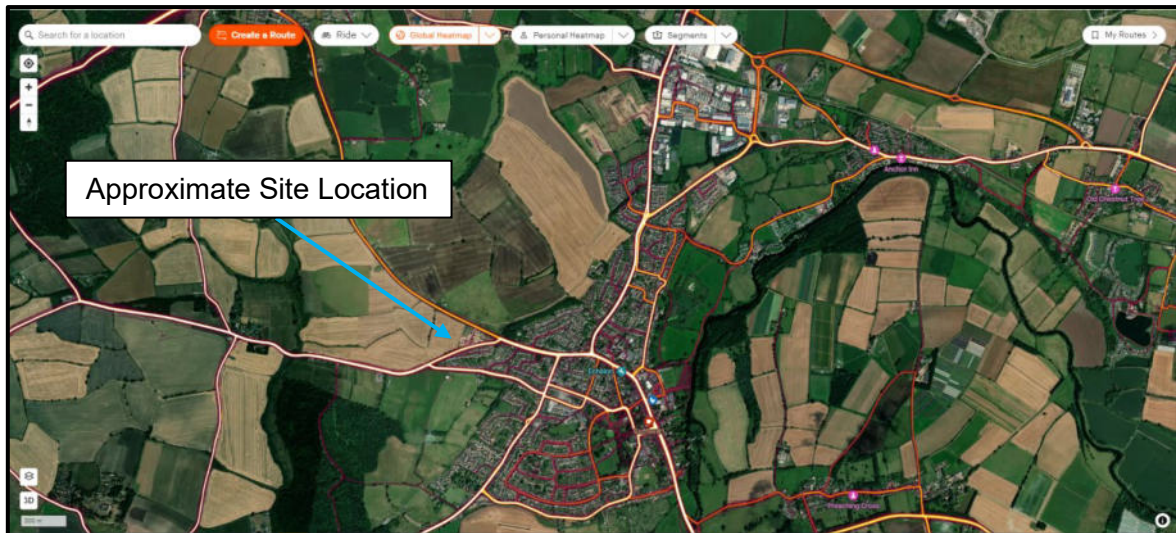 Search for a location
Create a Route
Ride
Global Heatmap
Personal Heatmap
Segments
My Routes
Approximate Site Location
Anchor Inn
Old Chestnut Tree
Preaching Cross
3D